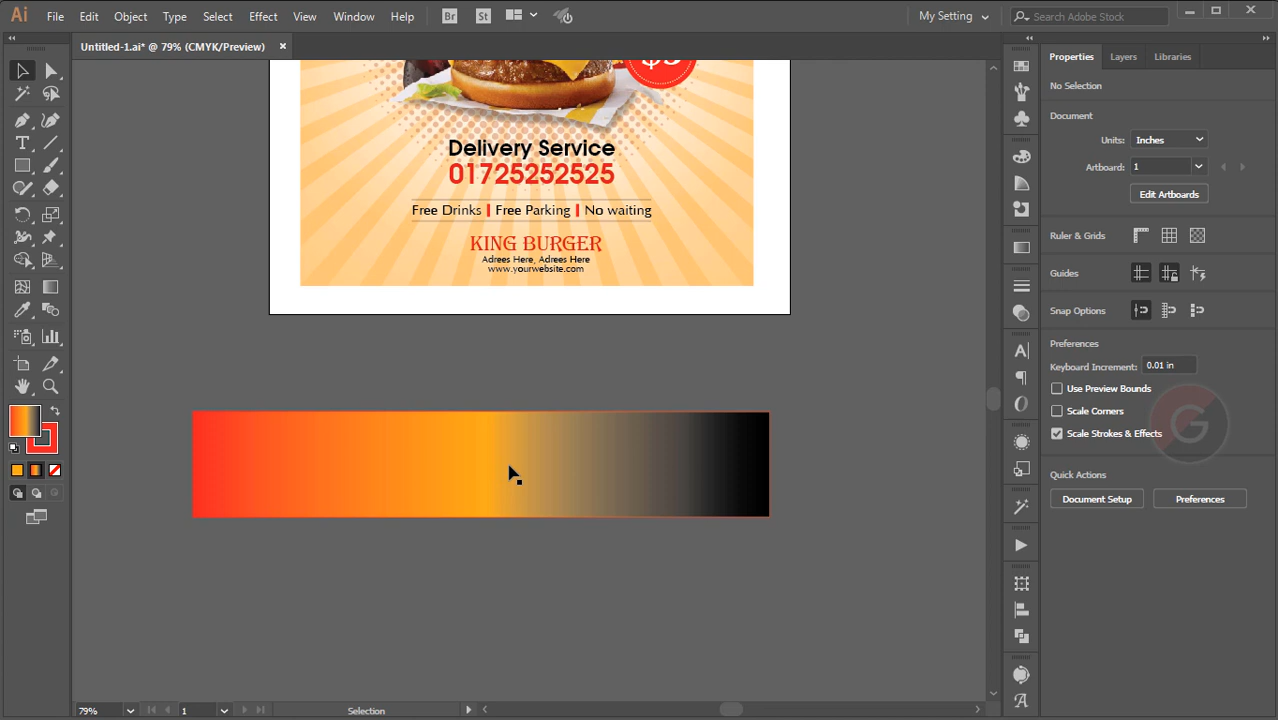 Ai File Edit Object Type Select Effect View Window Help Br St My Setting Search Adobe Stock
Untitled-1.ai* @ 79% (CMYK/Preview) ×
Properties Layers Libraries
No Selection
Document
Units: Inches
Artboard: 1
Edit Artboards
Ruler & Grids
Guides
Snap Options
Preferences
Keyboard Increment: 0.01 in
Use Preview Bounds
Scale Corners
Scale Strokes & Effects
Quick Actions
Document Setup Preferences
$5
Delivery Service
01725252525
Free Drinks | Free Parking | No waiting
KING BURGER
Adrees Here, Adrees Here
www.yourwebsite.com
79% 1 Selection